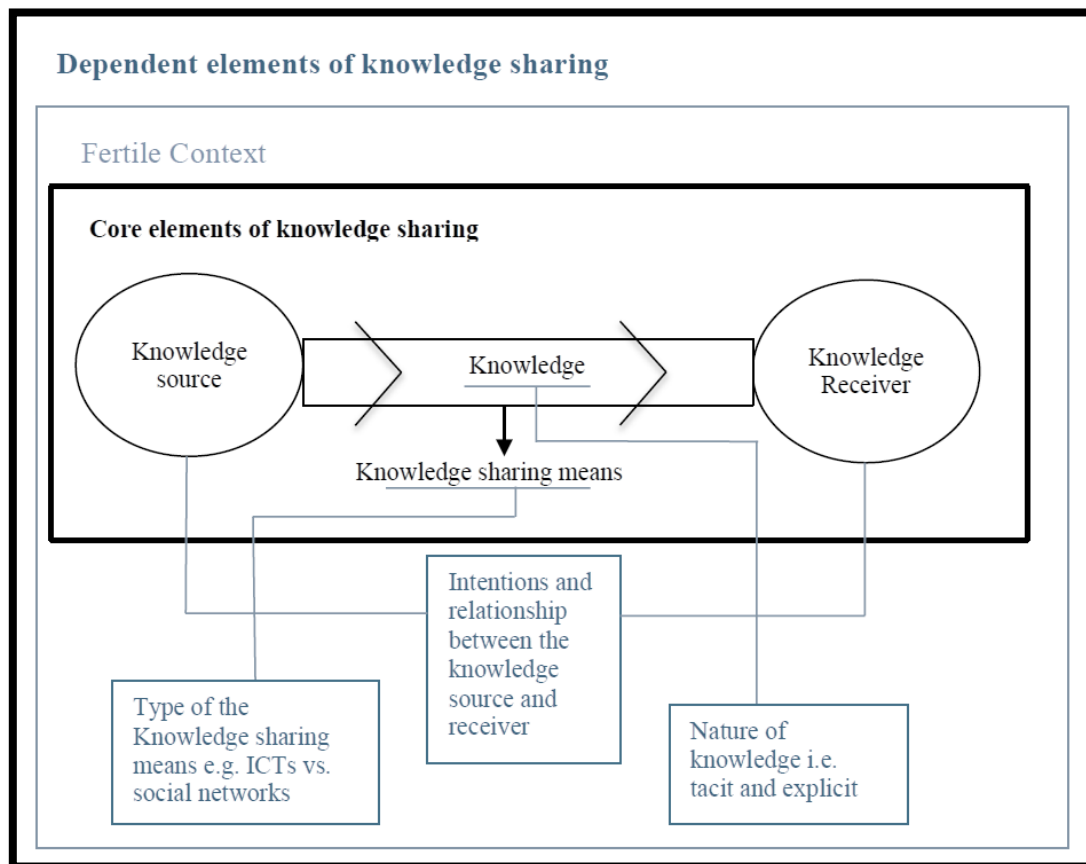 Dependent elements of knowledge sharing
Fertile Context
Core elements of knowledge sharing
Knowledge
source
Knowledge
Knowledge
Receiver
Knowledge sharing means
Intentions and
relationship
between the
knowledge
source and
receiver
Type of the
Knowledge sharing
means e.g. ICTs vs.
social networks
Nature of
knowledge i.e.
tacit and explicit